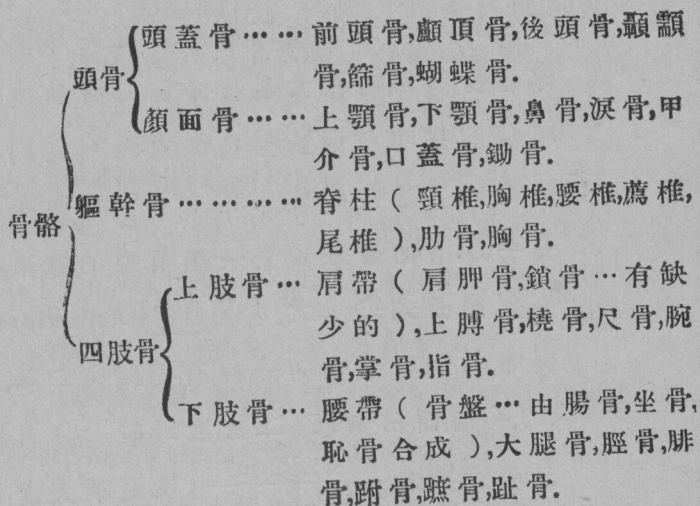 骨骼
頭骨
頭蓋骨……前頭骨,顱頂骨,後頭骨,顳顬
骨,篩骨,蝴蝶骨.
顏面骨……上顎骨,下顎骨,鼻骨,淚骨,甲
介骨,口蓋骨,鋤骨.
軀幹骨…………脊柱(頸椎,胸椎,腰椎,薦椎,
尾椎),肋骨,胸骨.
四肢骨
上肢骨…肩帶(肩胛骨,鎖骨…有缺
少的),上膊骨,橈骨,尺骨,腕
骨,掌骨,指骨.
下肢骨…腰帶(骨盤…由腸骨,坐骨,
恥骨合成),大腿骨,脛骨,腓
骨,跗骨,蹠骨,趾骨.